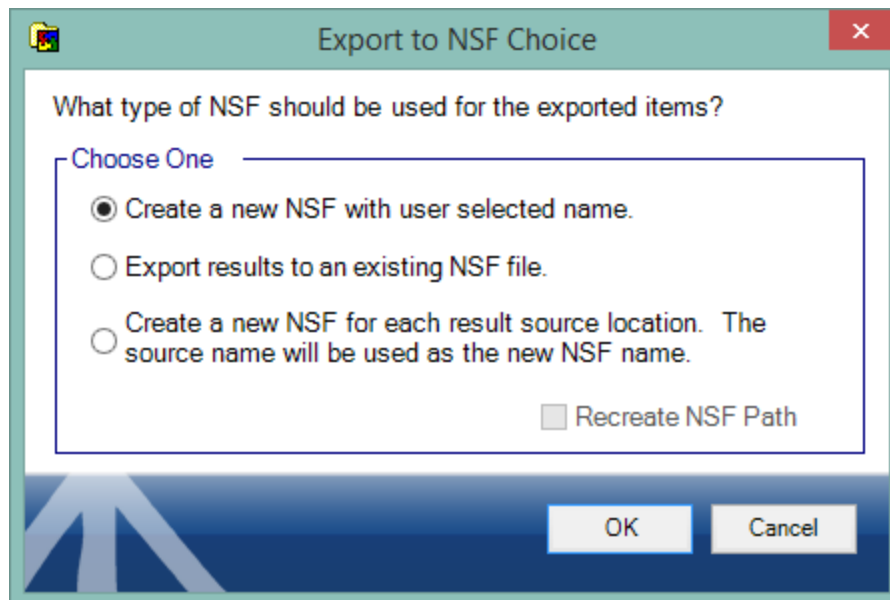 Export to NSF Choice
What type of NSF should be used for the exported items?
Choose One
Create a new NSF with user selected name.
Export results to an existing NSF file.
Create a new NSF for each result source location.  The
source name will be used as the new NSF name.
Recreate NSF Path
OK
Cancel